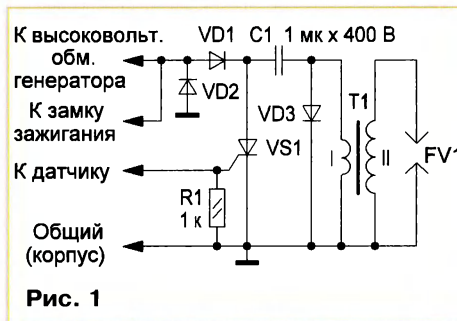 К высоковольт.
обм.
генератора
VD1
C1 1 мк х 400 В
VD2
К замку
зажигания
VD3
T1
К датчику
VS1
I
II
FV1
R1
1 к
Общий
(корпус)
Рис. 1